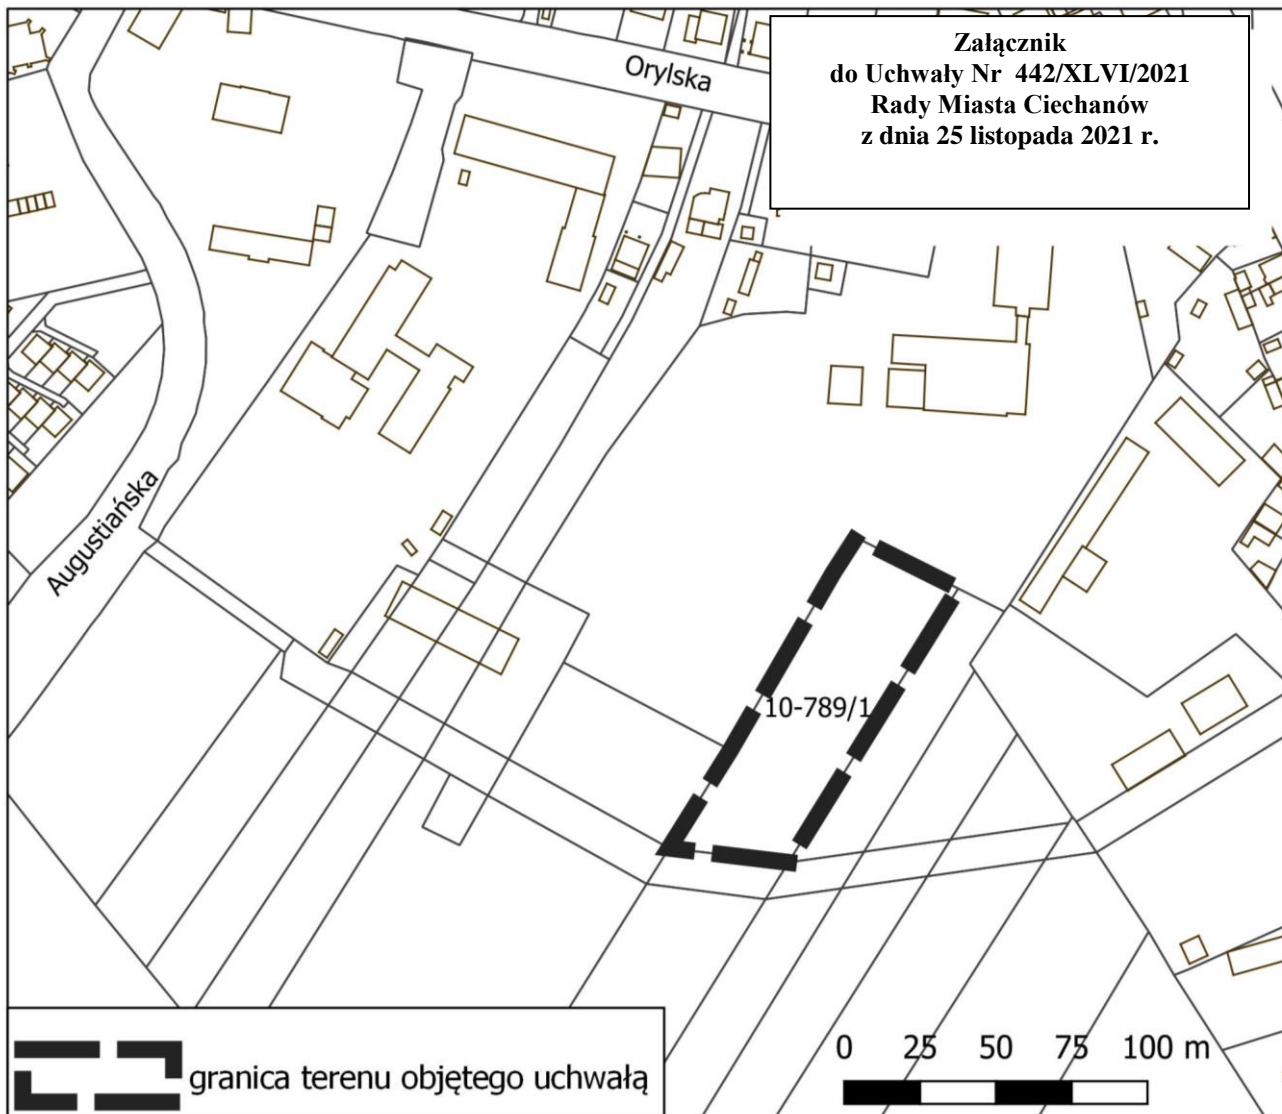 Załącznik
do Uchwały Nr 442/XLVI/2021
Rady Miasta Ciechanów
z dnia 25 listopada 2021 r.
Orylska
Augustiańska
10-789/1
granica terenu objętego uchwałą
0 25 50 75 100 m